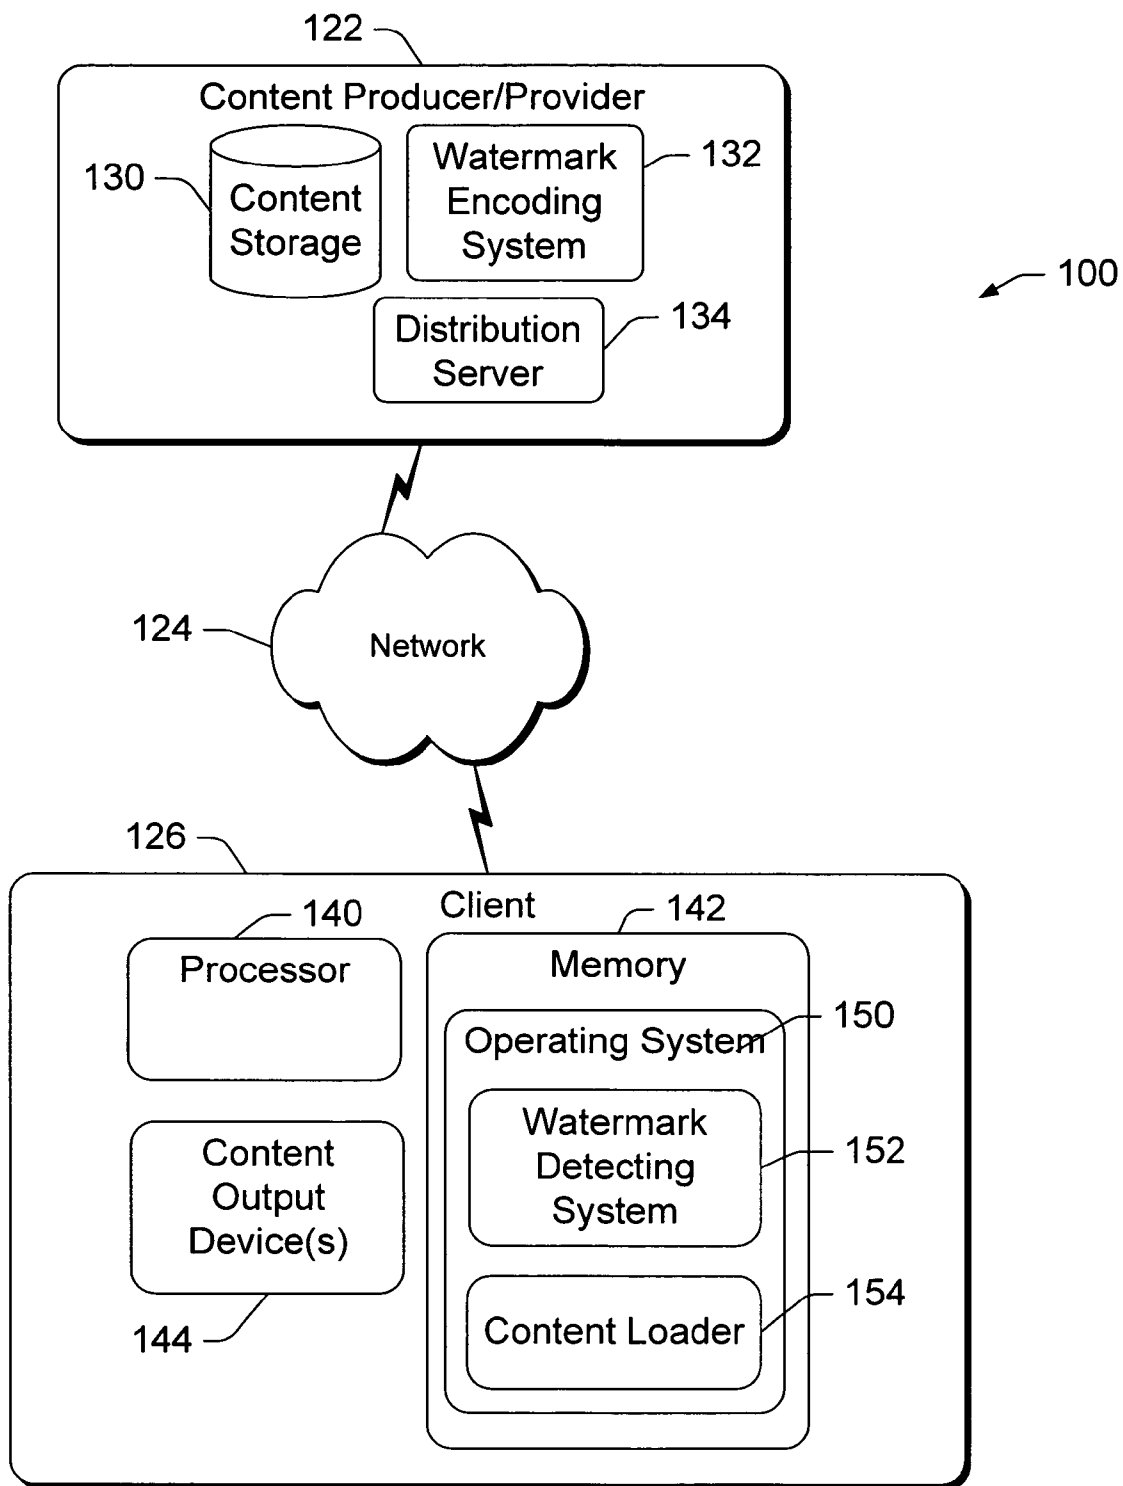 122
Content Producer/Provider
130
Content
Storage
Watermark
Encoding
System
132
Distribution
Server
134
100
124
Network
126
Client
140
Processor
142
Memory
150
Operating System
Watermark
Detecting
System
152
Content
Output
Device(s)
144
Content Loader
154